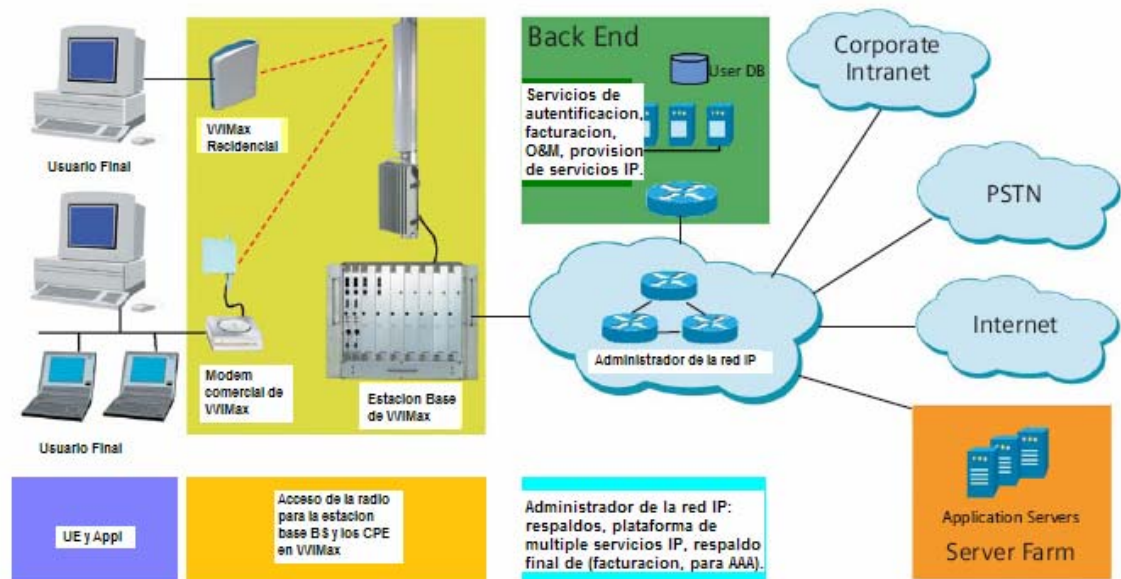 Usuario Final
Usuario Final
WiMax
Recidencial
Modem
comercial de
WiMax
Estacion Base
de WiMax
Back End
User DB
Servicios de
autentificacion,
facturacion,
O&M, provision
de servicios IP.
Administrador de la red IP
Corporate
Intranet
PSTN
Internet
Application Servers
Server Farm
UE y Appl
Acceso de la radio
para la estacion
base BS y los CPE
en WiMax
Administrador de la red IP:
respaldos, plataforma de
multiple servicios IP, respaldo
final de (facturacion, para AAA).